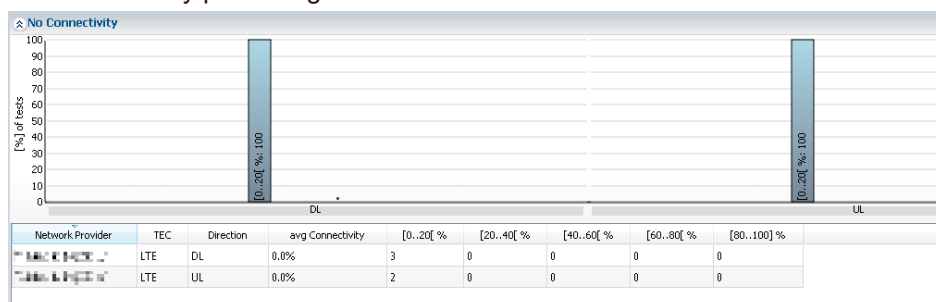 No Connectivity
100
90
80
70
60
50
40
30
20
10
0
[%] of tests
[0..20[ %: 100
[0..20[ %: 100
DL
UL
Network Provider TEC Direction avg Connectivity [0..20[ % [20..40[ % [40..60[ % [60..80[ % [80..100] %
LTE DL 0.0% 3 0 0 0 0
LTE UL 0.0% 2 0 0 0 0